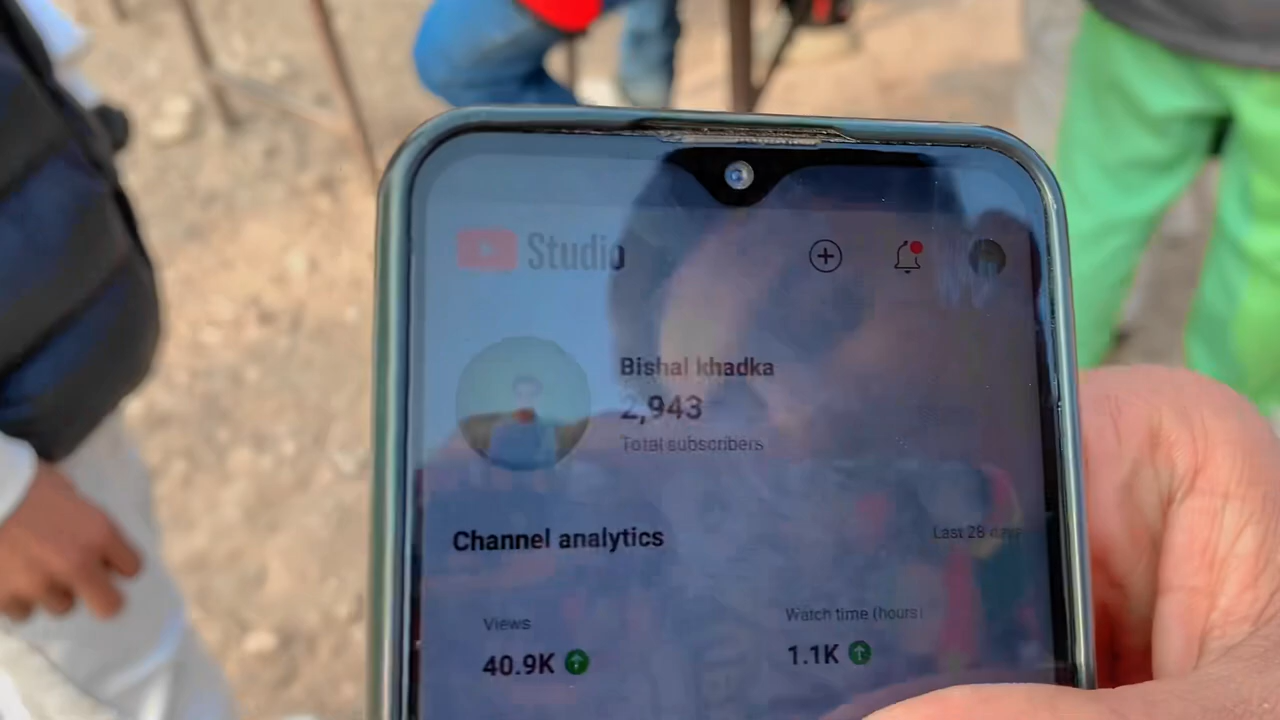 Studio
Bishal khadka
2,943
Total subscribers
Channel analytics
Last 28 days
Views
Watch time (hours)
40.9K
1.1K